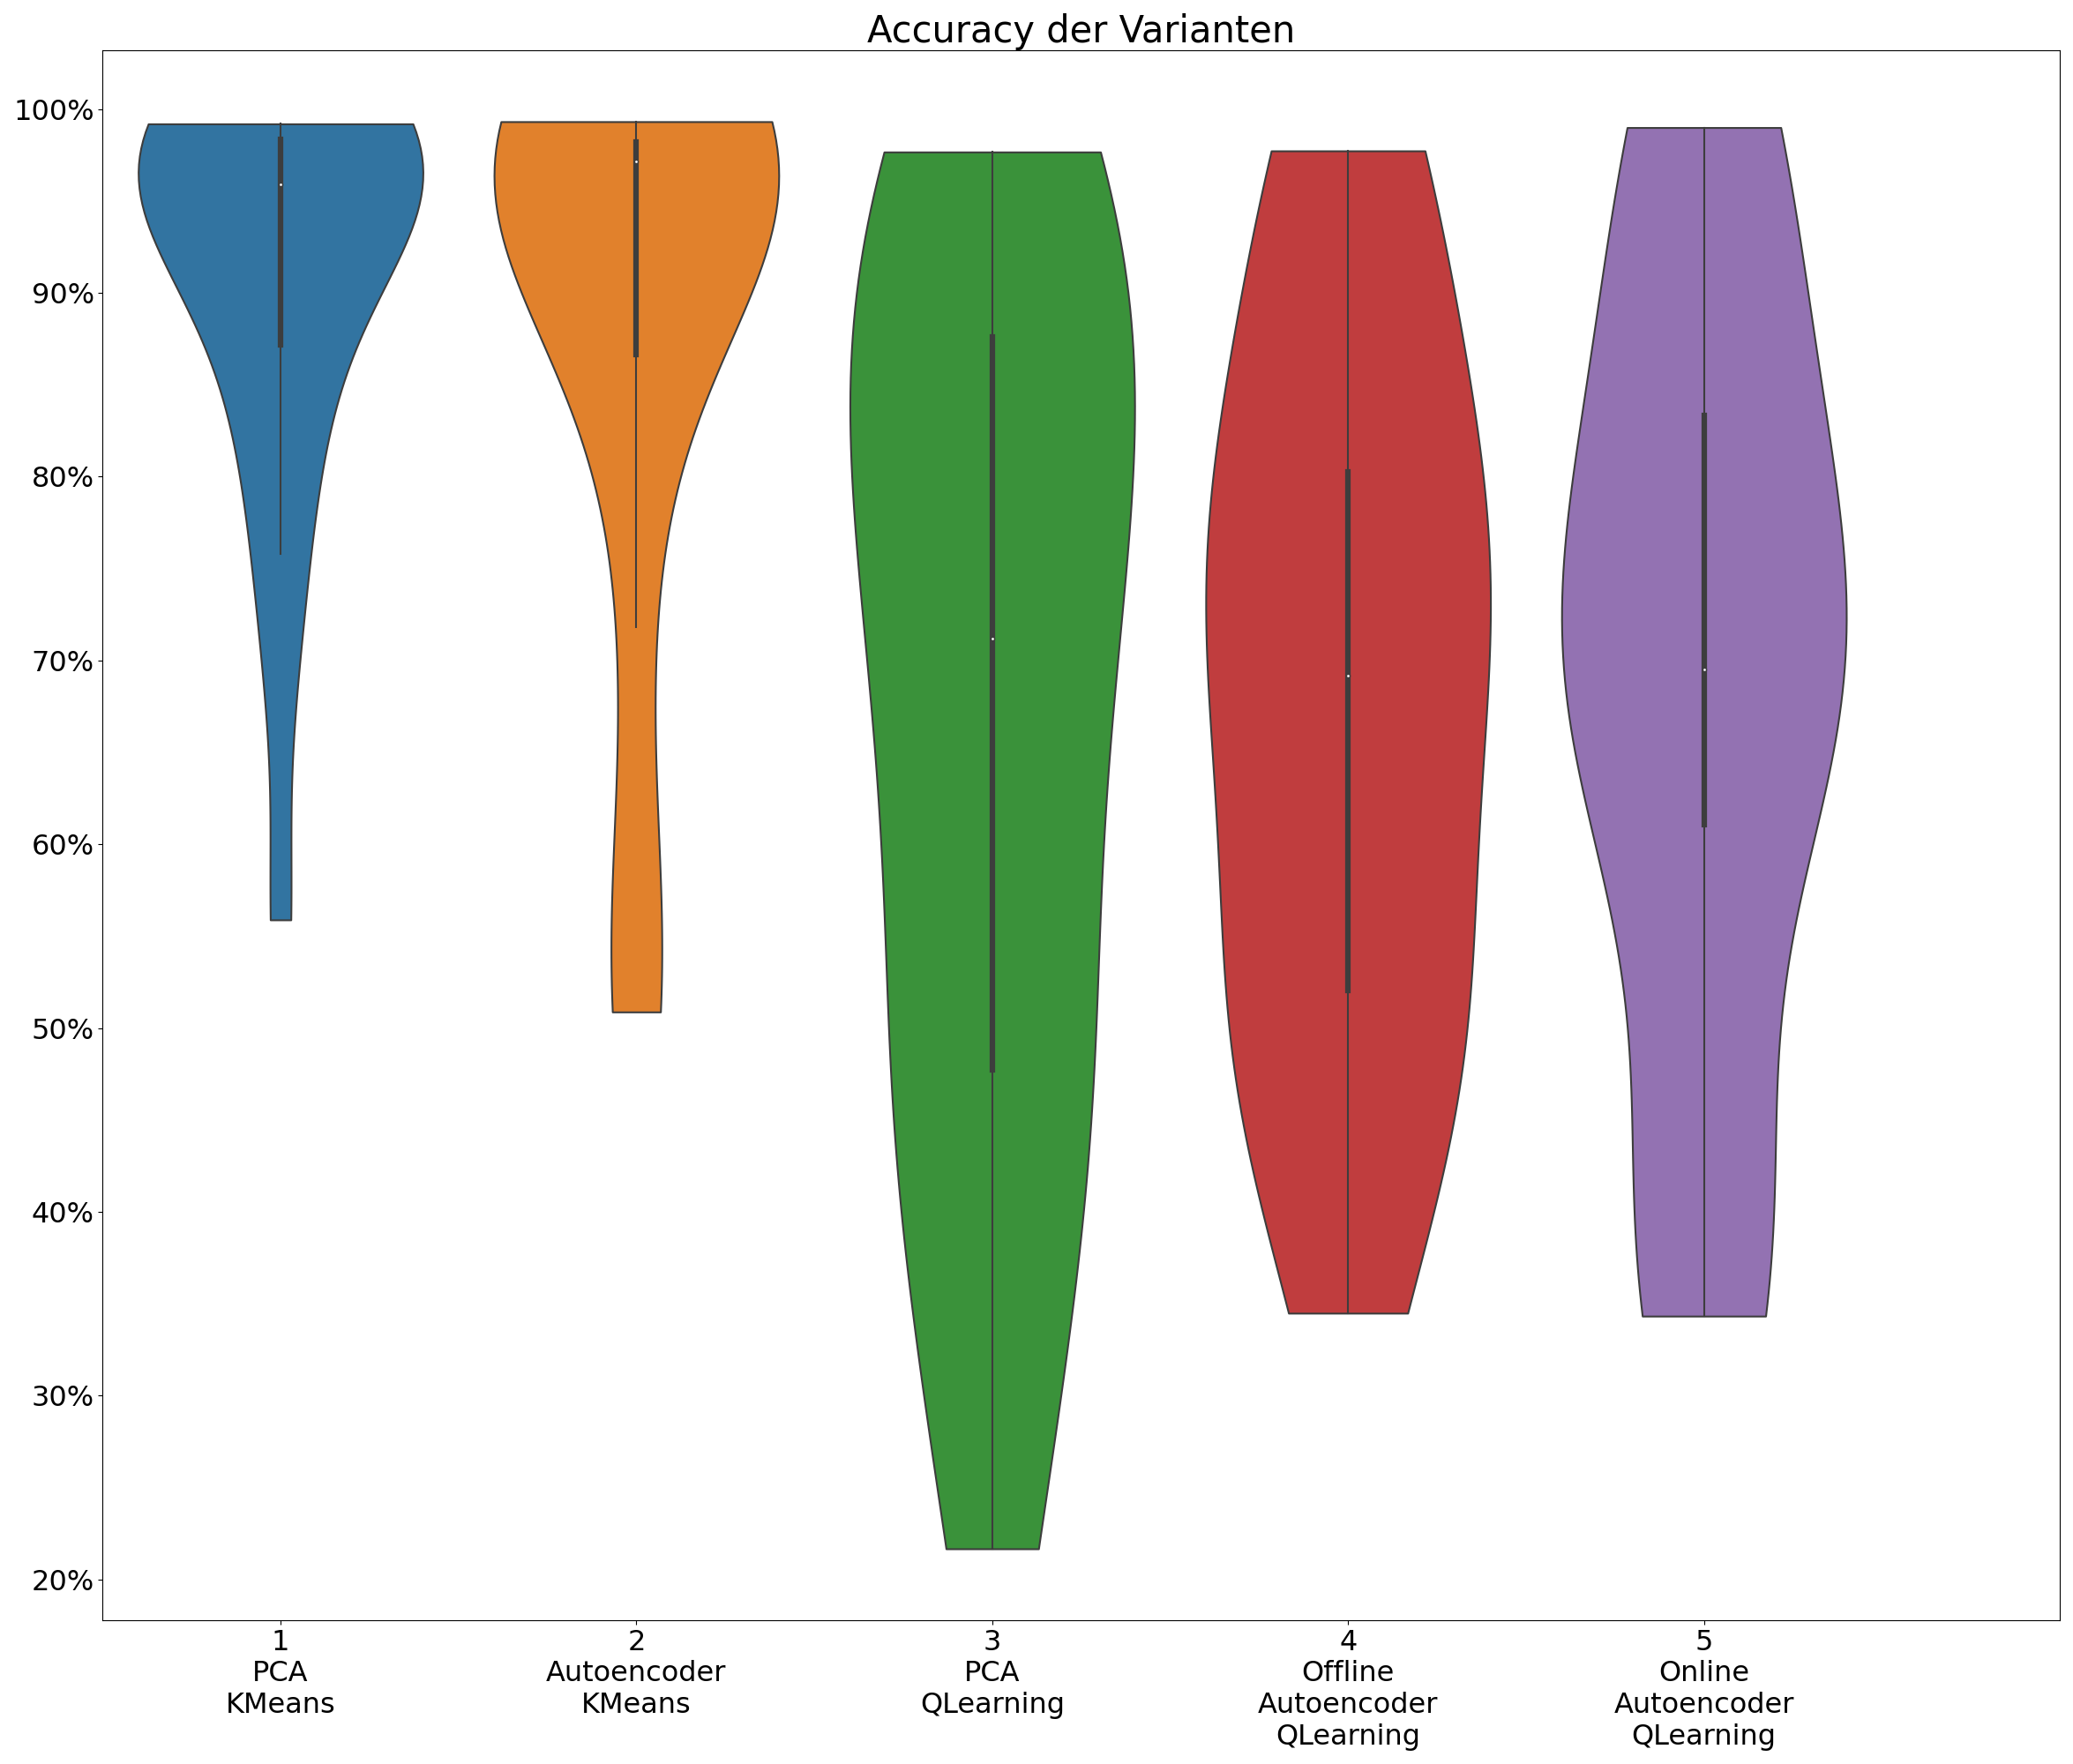 Accuracy der Varianten
100%
90%
80%
70%
60%
50%
40%
30%
20%
1
PCA
KMeans
2
Autoencoder
KMeans
3
PCA
QLearning
4
Offline
Autoencoder
QLearning
5
Online
Autoencoder
QLearning